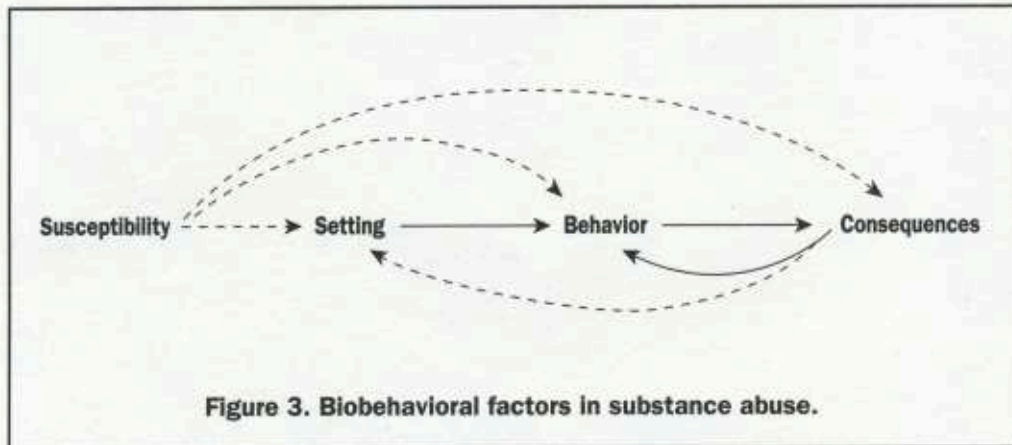 Susceptibility Setting Behavior Consequences
Figure 3. Biobehavioral factors in substance abuse.